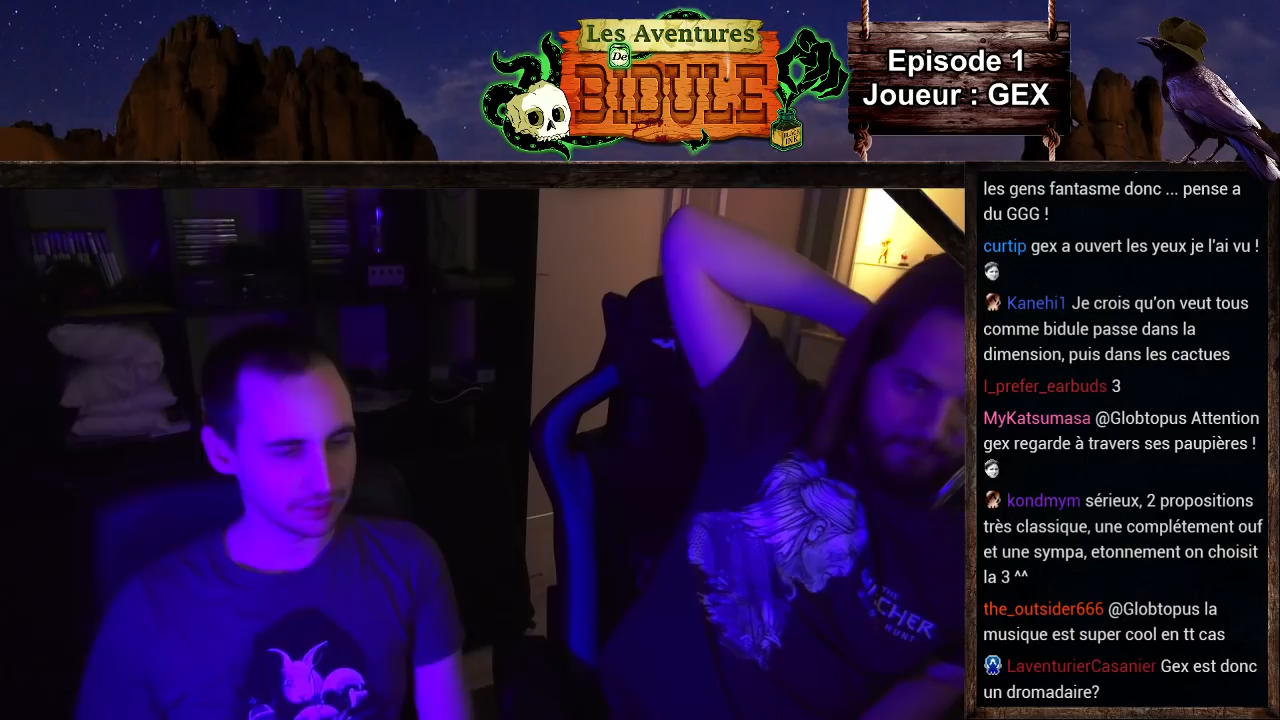 Les Aventures
De
BIDULE
BLACK
INK
Episode 1
Joueur : GEX
les gens fantasme donc ... pense a
du GGG !
curtip gex a ouvert les yeux je l'ai vu !
Kanehi1 Je crois qu'on veut tous
comme bidule passe dans la
dimension, puis dans les cactues
I_prefer_earbuds 3
MyKatsumasa @Globtopus Attention
gex regarde à travers ses paupières !
kondmym sérieux, 2 propositions
très classique, une complétement ouf
et une sympa, etonnement on choisit
la 3 ^^
the_outsider666 @Globtopus la
musique est super cool en tt cas
LaventurierCasanier Gex est donc
un dromadaire?
THE
HUNT